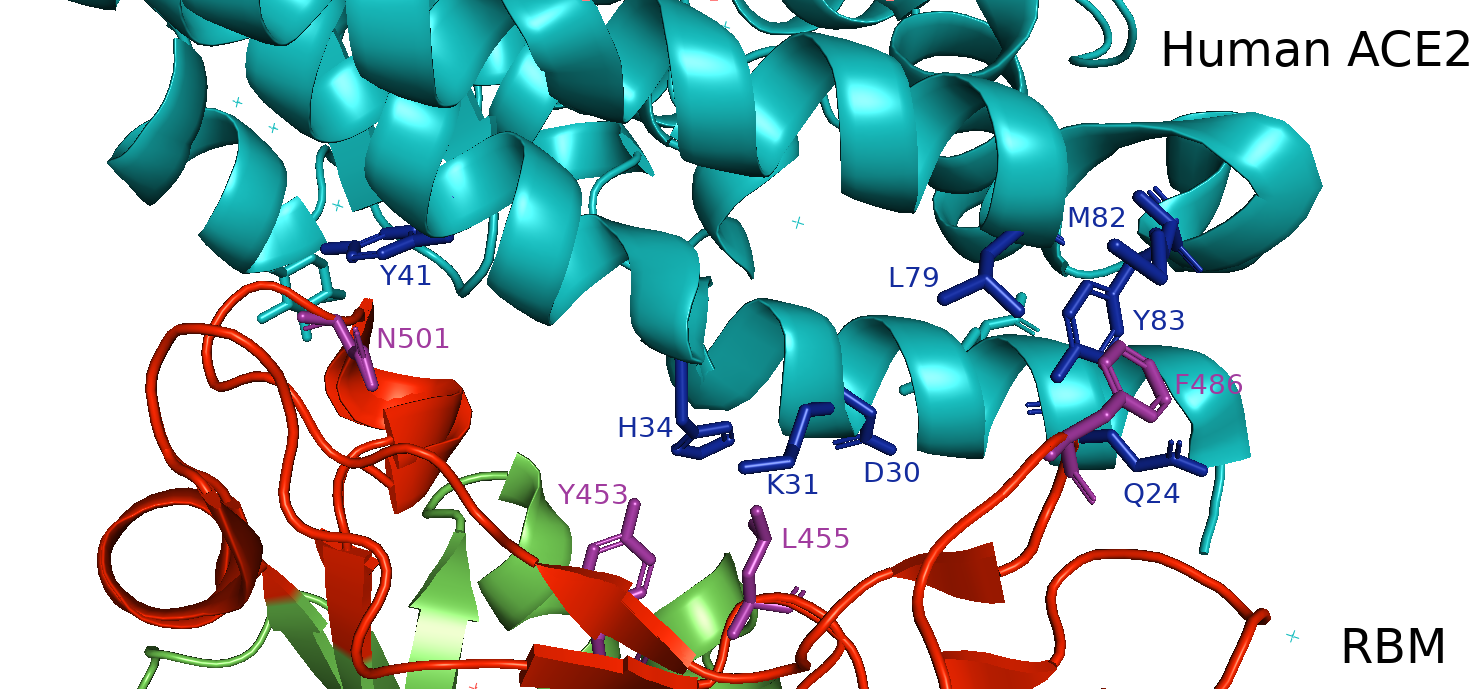 Human ACE2
M82
Y41
L79
Y83
N501
F486
H34
D30
K31
Q24
Y453
L455
RBM